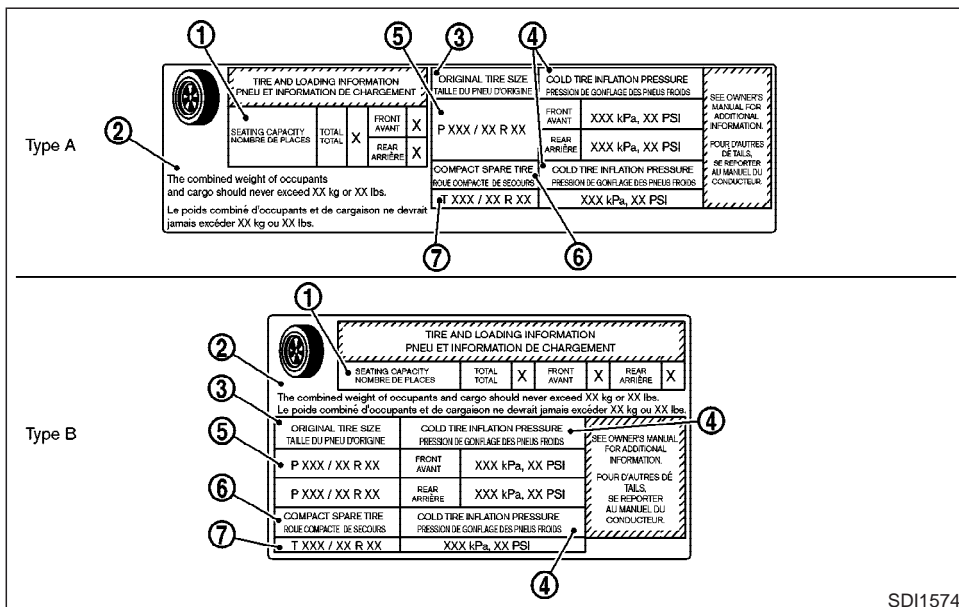 Type A
①
②
③
④
⑤
⑥
⑦
TIRE AND LOADING INFORMATION
PNEU ET INFORMATION DE CHARGEMENT
SEATING CAPACITY
NOMBRE DE PLACES
TOTAL
TOTAL
X
FRONT
AVANT
X
REAR
ARRIÈRE
X
The combined weight of occupants
and cargo should never exceed XX kg or XX lbs.
Le poids combiné d'occupants et de cargaison ne devrait
jamais excéder XX kg ou XX lbs.
ORIGINAL TIRE SIZE
TAILLE DU PNEU D'ORIGINE
P XXX / XX R XX
COMPACT SPARE TIRE
ROUE COMPACTE DE SECOURS
T XXX / XX R XX
COLD TIRE INFLATION PRESSURE
PRESSION DE GONFLAGE DES PNEUS FROIDS
FRONT
AVANT
XXX kPa, XX PSI
REAR
ARRIÈRE
XXX kPa, XX PSI
COLD TIRE INFLATION PRESSURE
PRESSION DE GONFLAGE DES PNEUS FROIDS
XXX kPa, XX PSI
SEE OWNER'S
MANUAL FOR
ADDITIONAL
INFORMATION.
POUR D'AUTRES
DÉ TAILS,
SE REPORTER
AU MANUEL DU
CONDUCTEUR.
Type B
①
②
③
⑤
⑥
⑦
④
④
TIRE AND LOADING INFORMATION
PNEU ET INFORMATION DE CHARGEMENT
SEATING CAPACITY
NOMBRE DE PLACES
TOTAL
TOTAL
X
FRONT
AVANT
X
REAR
ARRIÈRE
X
The combined weight of occupants and cargo should never exceed XX kg or XX lbs.
Le poids combiné d'occupants et de cargaison ne devrait jamais excéder XX kg ou XX lbs.
ORIGINAL TIRE SIZE
TAILLE DU PNEU D'ORIGINE
COLD TIRE INFLATION PRESSURE
PRESSION DE GONFLAGE DES PNEUS FROIDS
P XXX / XX R XX
FRONT
AVANT
XXX kPa, XX PSI
P XXX / XX R XX
REAR
ARRIÈRE
XXX kPa, XX PSI
COMPACT SPARE TIRE
ROUE COMPACTE DE SECOURS
COLD TIRE INFLATION PRESSURE
PRESSION DE GONFLAGE DES PNEUS FROIDS
T XXX / XX R XX
XXX kPa, XX PSI
SEE OWNER'S MANUAL
FOR ADDITIONAL
INFORMATION.
POUR D'AUTRES DÉ
TAILS,
SE REPORTER
AU MANUEL DU
CONDUCTEUR.
SDI1574